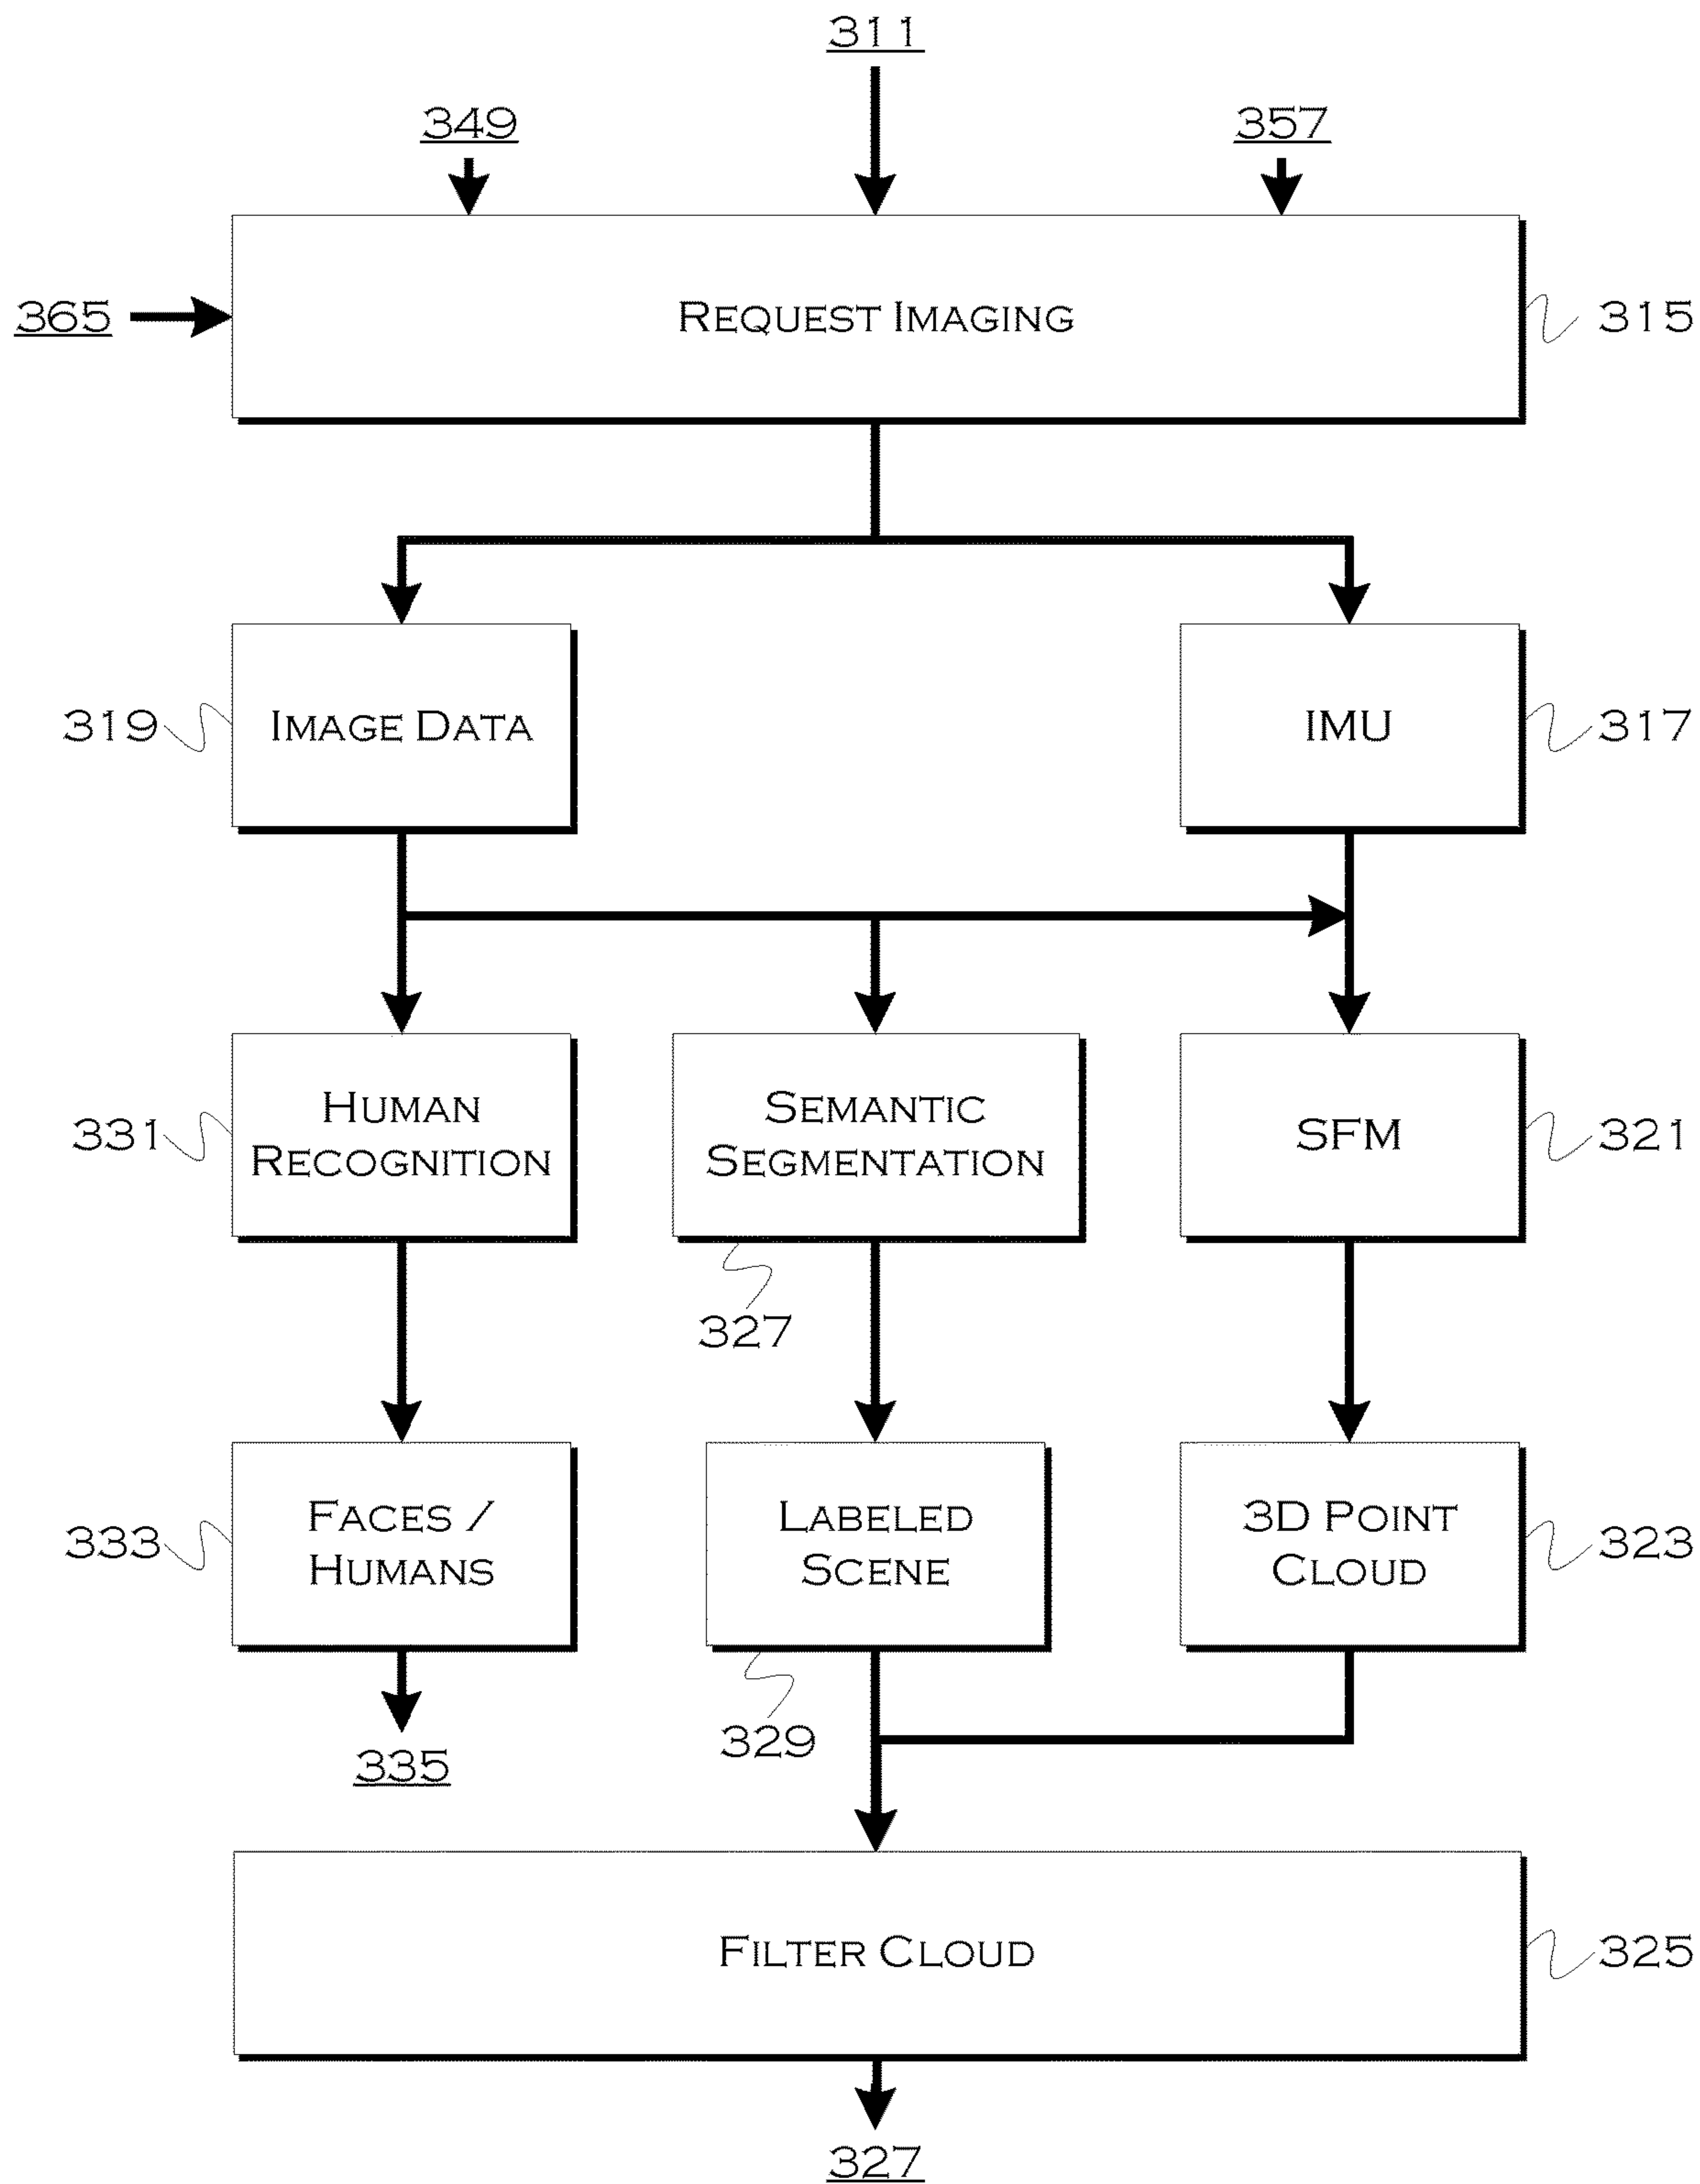 311
349
357
365
REQUEST IMAGING
315
319
IMAGE DATA
IMU
317
331
HUMAN
RECOGNITION
SEMANTIC
SEGMENTATION
327
SFM
321
333
FACES /
HUMANS
LABELED
SCENE
329
3D POINT
CLOUD
323
335
FILTER CLOUD
325
327